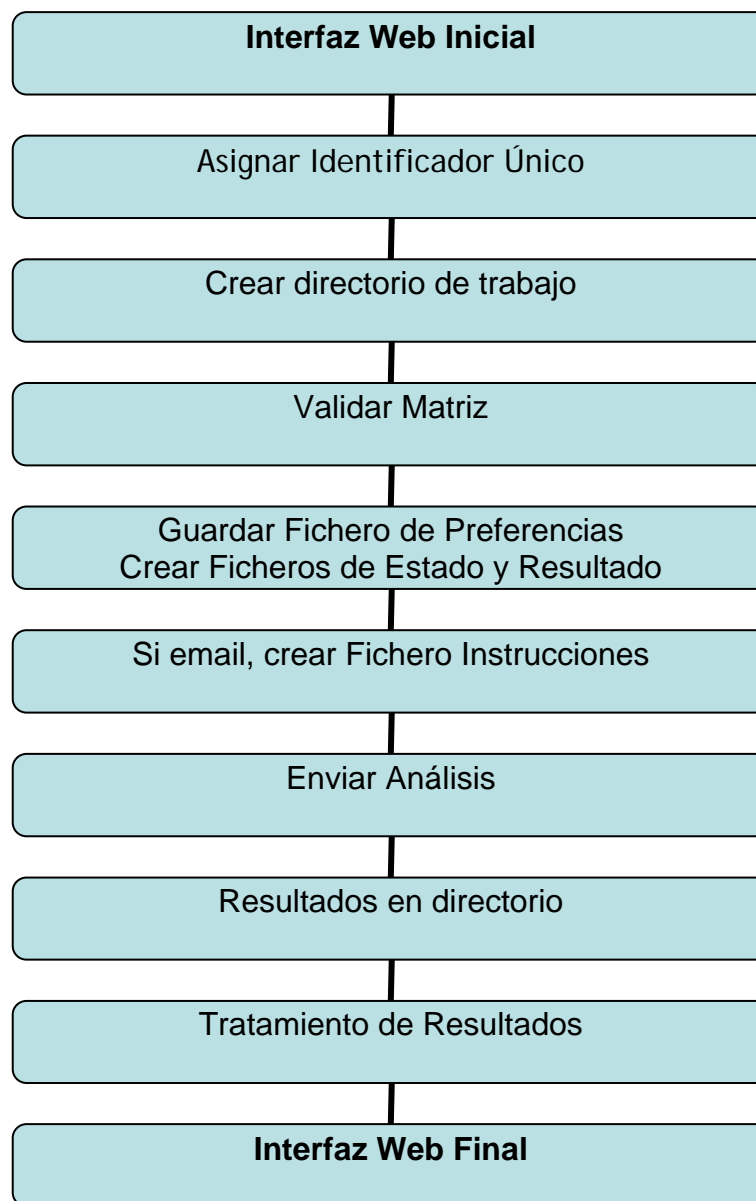 Interfaz Web Inicial
Asignar Identificador Único
Crear directorio de trabajo
Validar Matriz
Guardar Fichero de Preferencias
Crear Ficheros de Estado y Resultado
Si email, crear Fichero Instrucciones
Enviar Análisis
Resultados en directorio
Tratamiento de Resultados
Interfaz Web Final